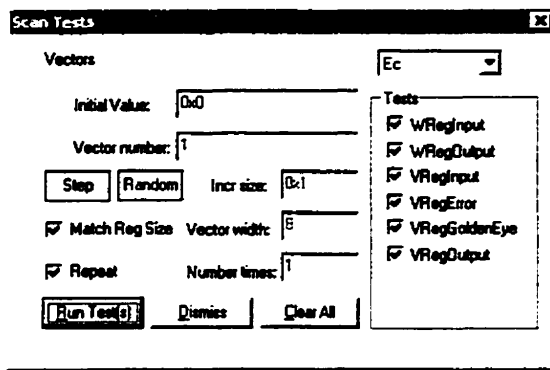 Scan Tests
Vectors
Ec
Initial Value: 0x0
Vector number: 1
Step Random Incr size: 0x1
Match Reg Size Vector width: 8
Repeat Number times: 1
Run Test(s) Dismiss Clear All
Tests
WRegInput
WRegOutput
VRegInput
VRegError
VRegGoldenEye
VRegOutput